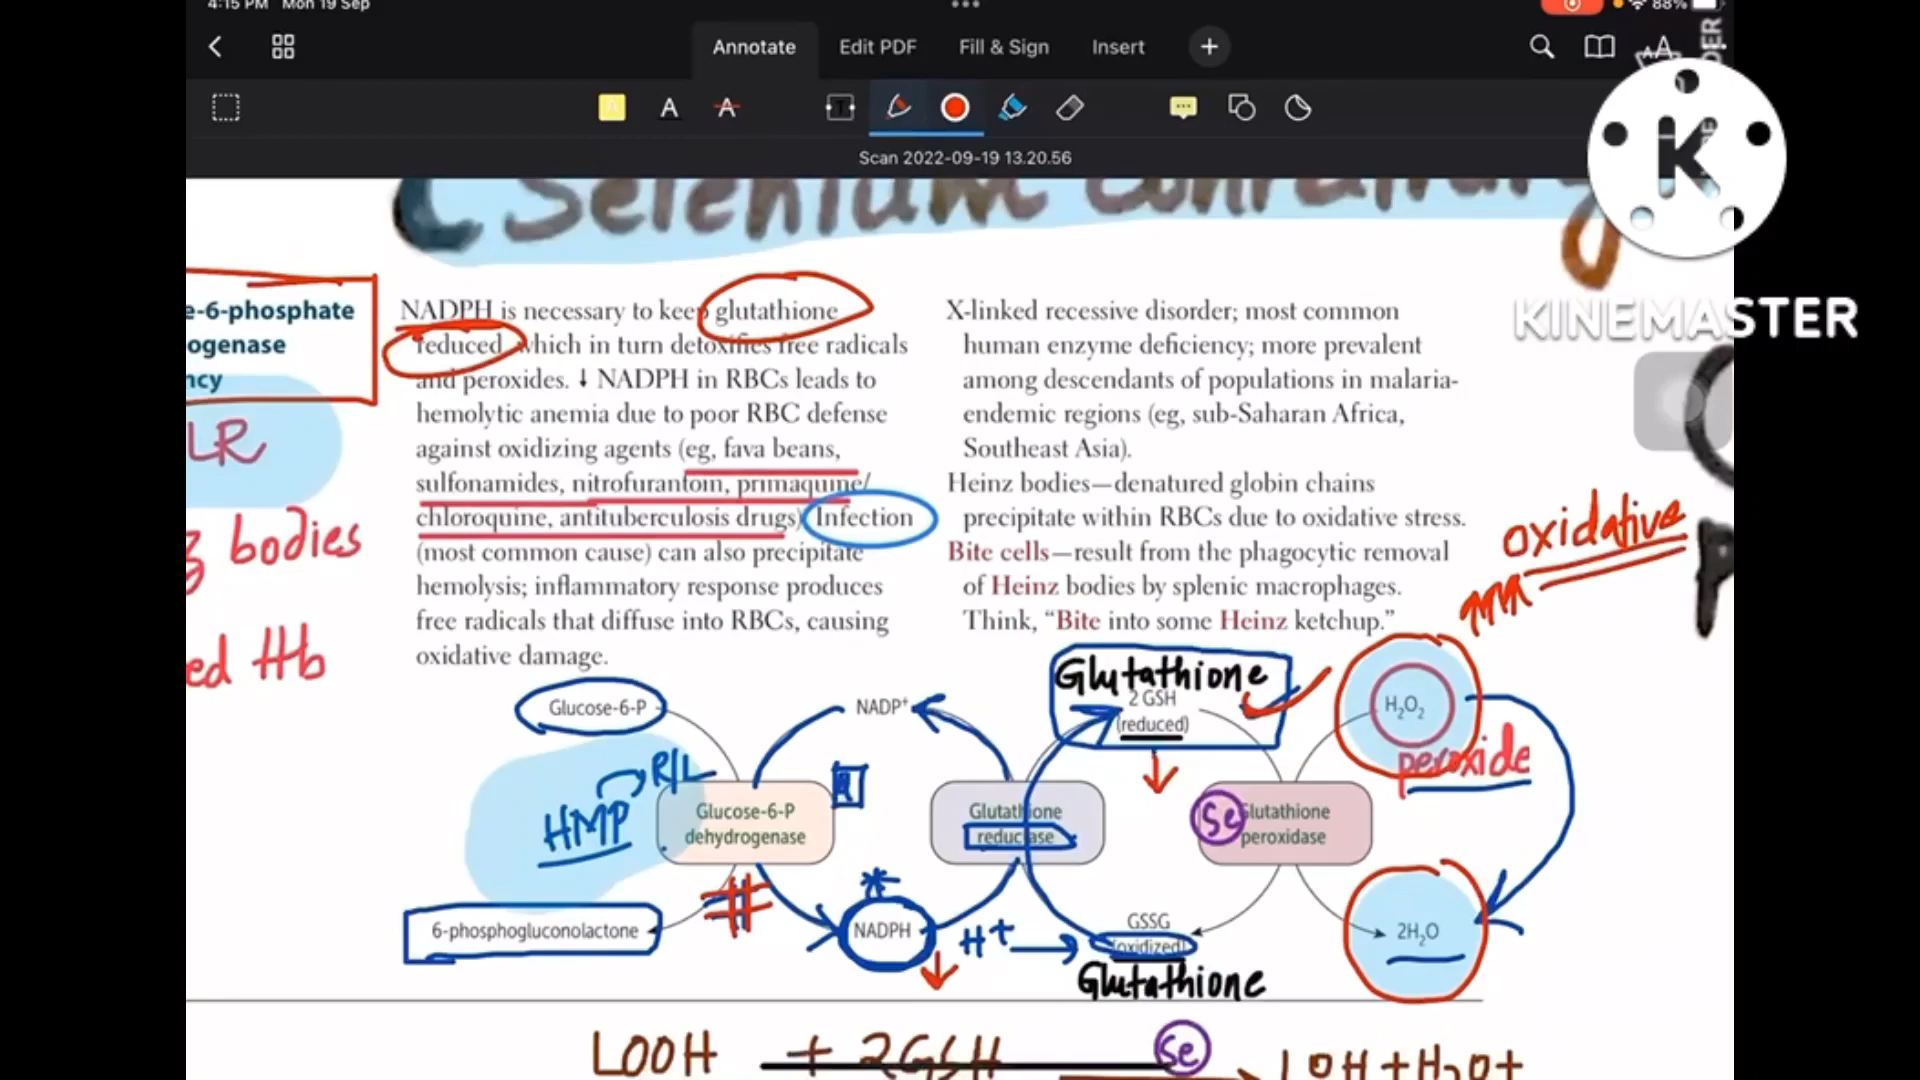 4:15 PM Mon 19 Sep
88%
Annotate
Edit PDF
Fill & Sign
Insert
Scan 2022-09-19 13.20.56
K
KINEMASTER
(Selenium containing
e-6-phosphate
ogenase
ncy
LR
bodies
ed Hb
NADPH is necessary to keep glutathione
reduced, which in turn detoxifies free radicals
and peroxides. ↓ NADPH in RBCs leads to
hemolytic anemia due to poor RBC defense
against oxidizing agents (eg, fava beans,
sulfonamides, nitrofurantoin, primaquine/
chloroquine, antituberculosis drugs). Infection
(most common cause) can also precipitate
hemolysis; inflammatory response produces
free radicals that diffuse into RBCs, causing
oxidative damage.
X-linked recessive disorder; most common
human enzyme deficiency; more prevalent
among descendants of populations in malaria-
endemic regions (eg, sub-Saharan Africa,
Southeast Asia).
Heinz bodies—denatured globin chains
precipitate within RBCs due to oxidative stress.
Bite cells—result from the phagocytic removal
of Heinz bodies by splenic macrophages.
Think, “Bite into some Heinz ketchup.”
oxidative
Glucose-6-P
NADP⁺
Glutathione
2 GSH
(reduced)
H₂O₂
peroxide
HMP
R/L
Glucose-6-P
dehydrogenase
Glutathione
reductase
Se
Glutathione
peroxidase
6-phosphogluconolactone
NADPH
H+
GSSG
(oxidized)
Glutathione
2H₂O
LOOH + 2GSH
Se
LOH + H₂O +